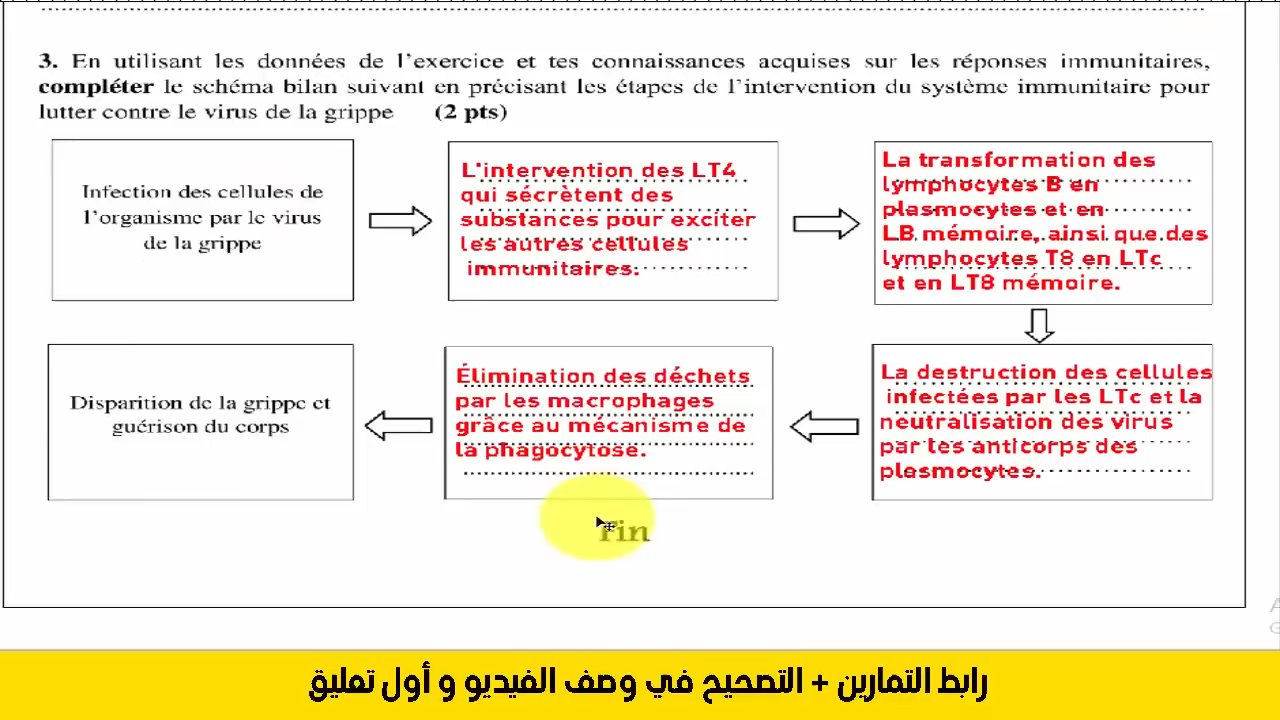 3. En utilisant les données de l'exercice et tes connaissances acquises sur les réponses immunitaires,
compléter le schéma bilan suivant en précisant les étapes de l'intervention du système immunitaire pour
lutter contre le virus de la grippe (2 pts)
Infection des cellules de
l'organisme par le virus
de la grippe
L'intervention des LT4
qui sécrètent des
substances pour exciter
les autres cellules
immunitaires.
La transformation des
lymphocytes B en
plasmocytes et en
LB mémoire, ainsi que des
lymphocytes T8 en LTc
et en LT8 mémoire.
La destruction des cellules
infectées par les LTc et la
neutralisation des virus
par les anticorps des
plasmocytes.
Élimination des déchets
par les macrophages
grâce au mécanisme de
la phagocytose.
Disparition de la grippe et
guérison du corps
Fin
رابط التمارين + التصحيح في وصف الفيديو و أول تعليق